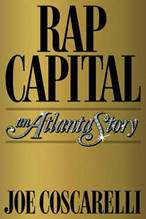 RAP
CAPITAL
an Atlanta Story
JOE COSCARELLI